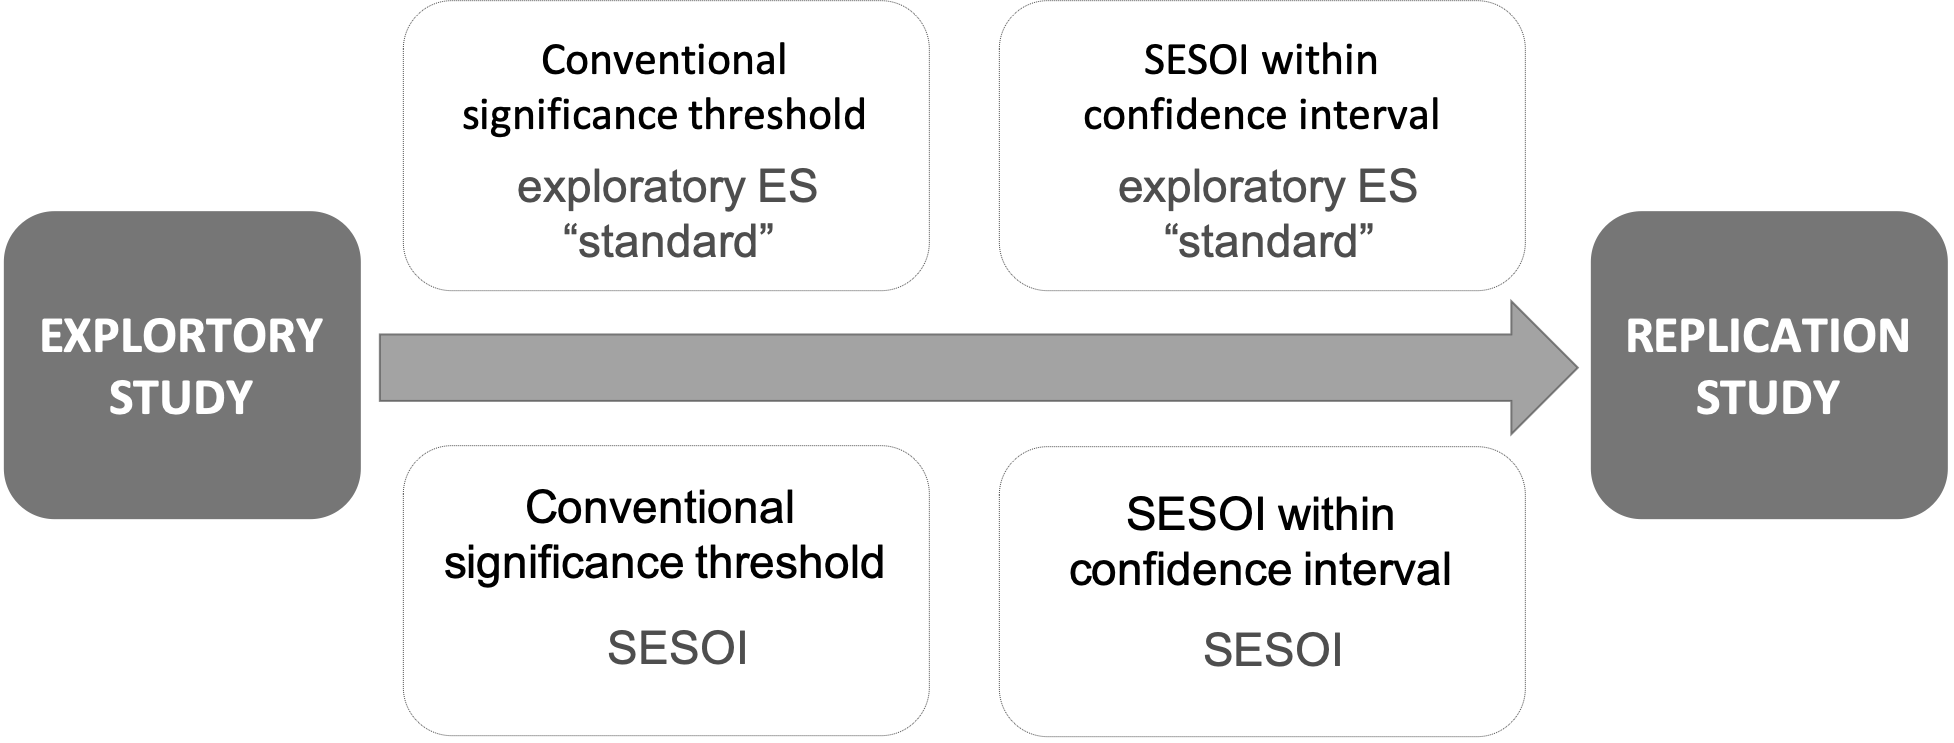 EXPLORTORY
STUDY
Conventional
significance threshold
exploratory ES
“standard”
SESOI within
confidence interval
exploratory ES
“standard”
Conventional
significance threshold
SESOI
SESOI within
confidence interval
SESOI
REPLICATION
STUDY